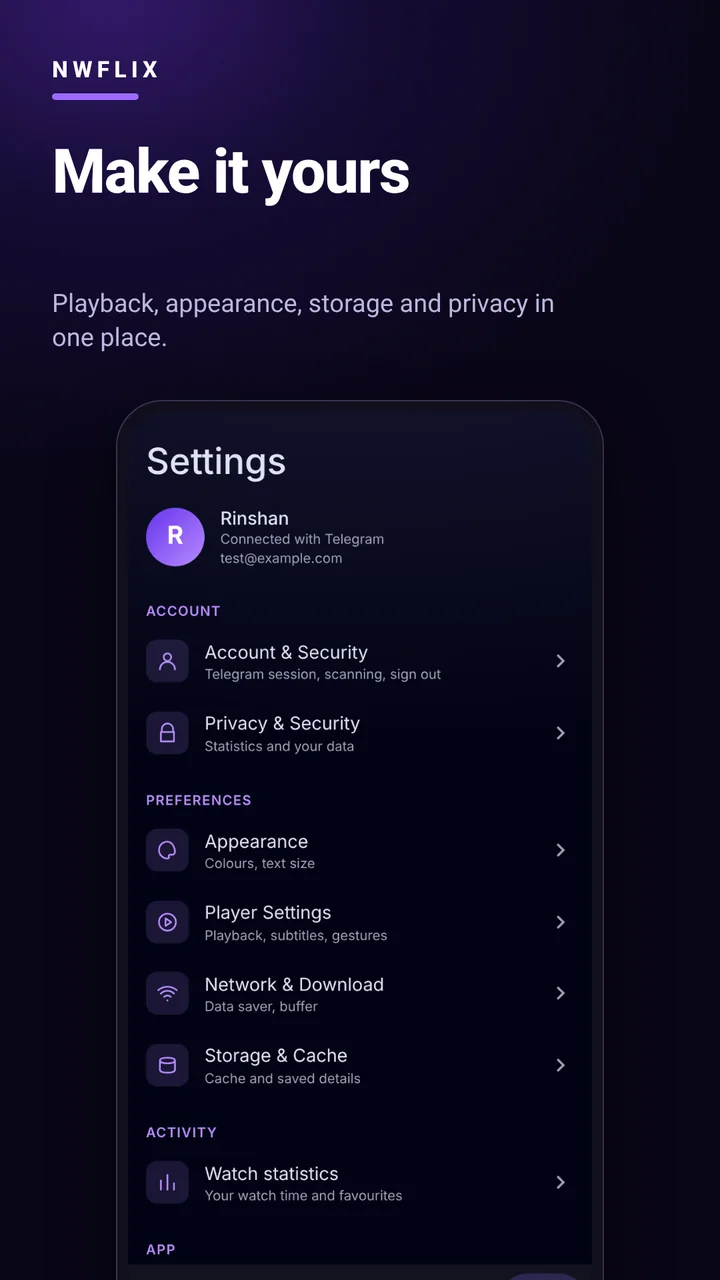 NWFLIX
Make it yours
Playback, appearance, storage and privacy in
one place.
Settings
R
Rinshan
Connected with Telegram
test@example.com
ACCOUNT
Account & Security
Telegram session, scanning, sign out
Privacy & Security
Statistics and your data
PREFERENCES
Appearance
Colours, text size
Player Settings
Playback, subtitles, gestures
Network & Download
Data saver, buffer
Storage & Cache
Cache and saved details
ACTIVITY
Watch statistics
Your watch time and favourites
APP